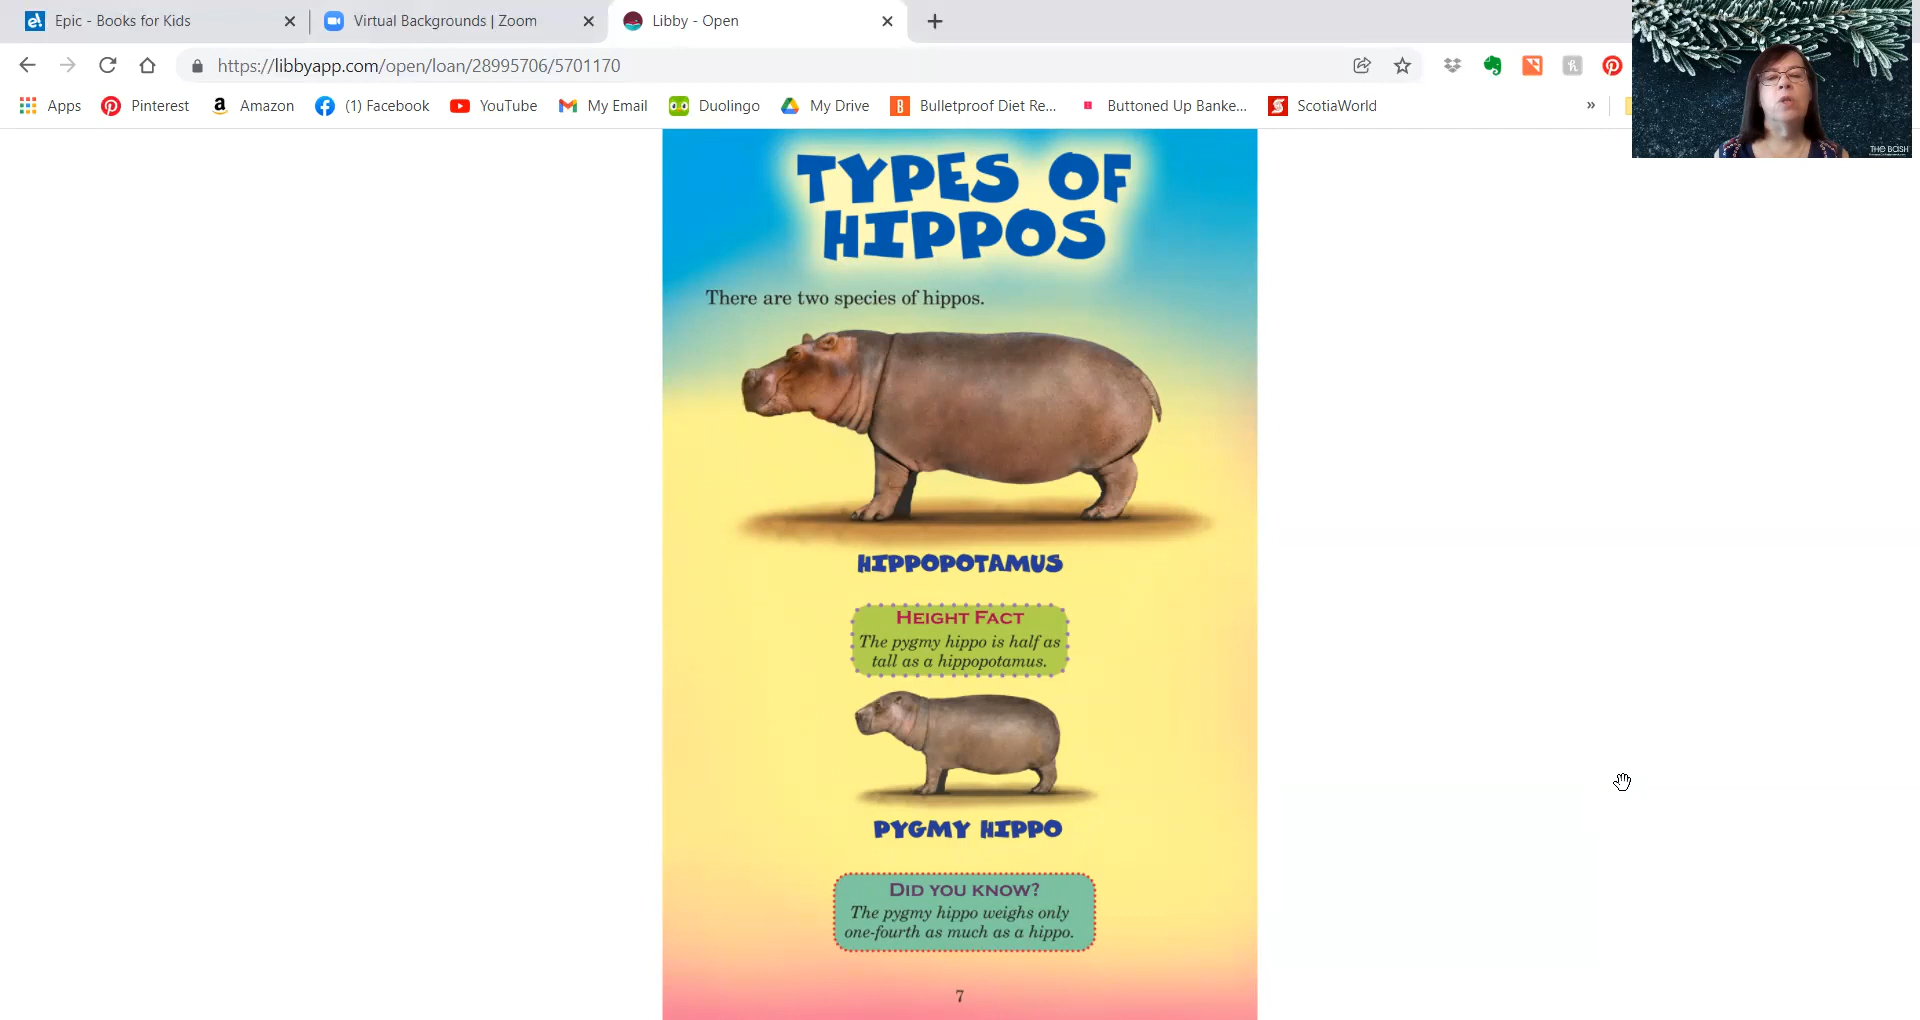 Epic - Books for Kids
Virtual Backgrounds | Zoom
Libby - Open
https://libbyapp.com/open/loan/28995706/5701170
Apps
Pinterest
Amazon
(1) Facebook
YouTube
My Email
Duolingo
My Drive
Bulletproof Diet Re...
Buttoned Up Banke...
ScotiaWorld
»
THE BASH
TYPES OF
HIPPOS
There are two species of hippos.
HIPPOPOTAMUS
HEIGHT FACT
The pygmy hippo is half as
tall as a hippopotamus.
PYGMY HIPPO
DID YOU KNOW?
The pygmy hippo weighs only
one-fourth as much as a hippo.
7